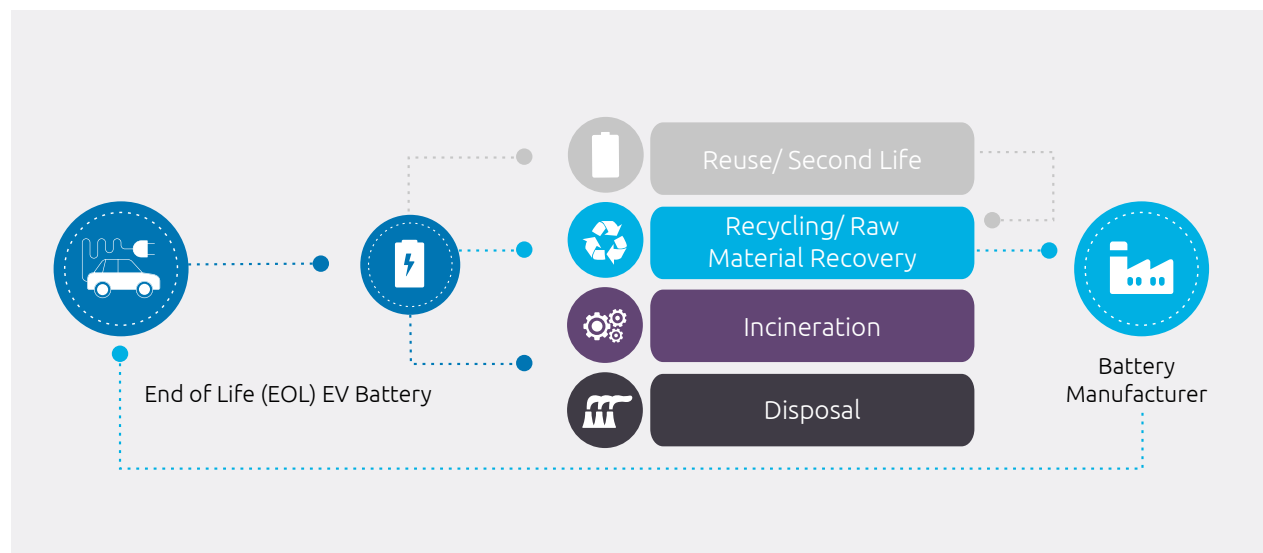 Reuse/ Second Life
Recycling/ Raw
Material Recovery
Incineration
Disposal
End of Life (EOL) EV Battery
Battery
Manufacturer